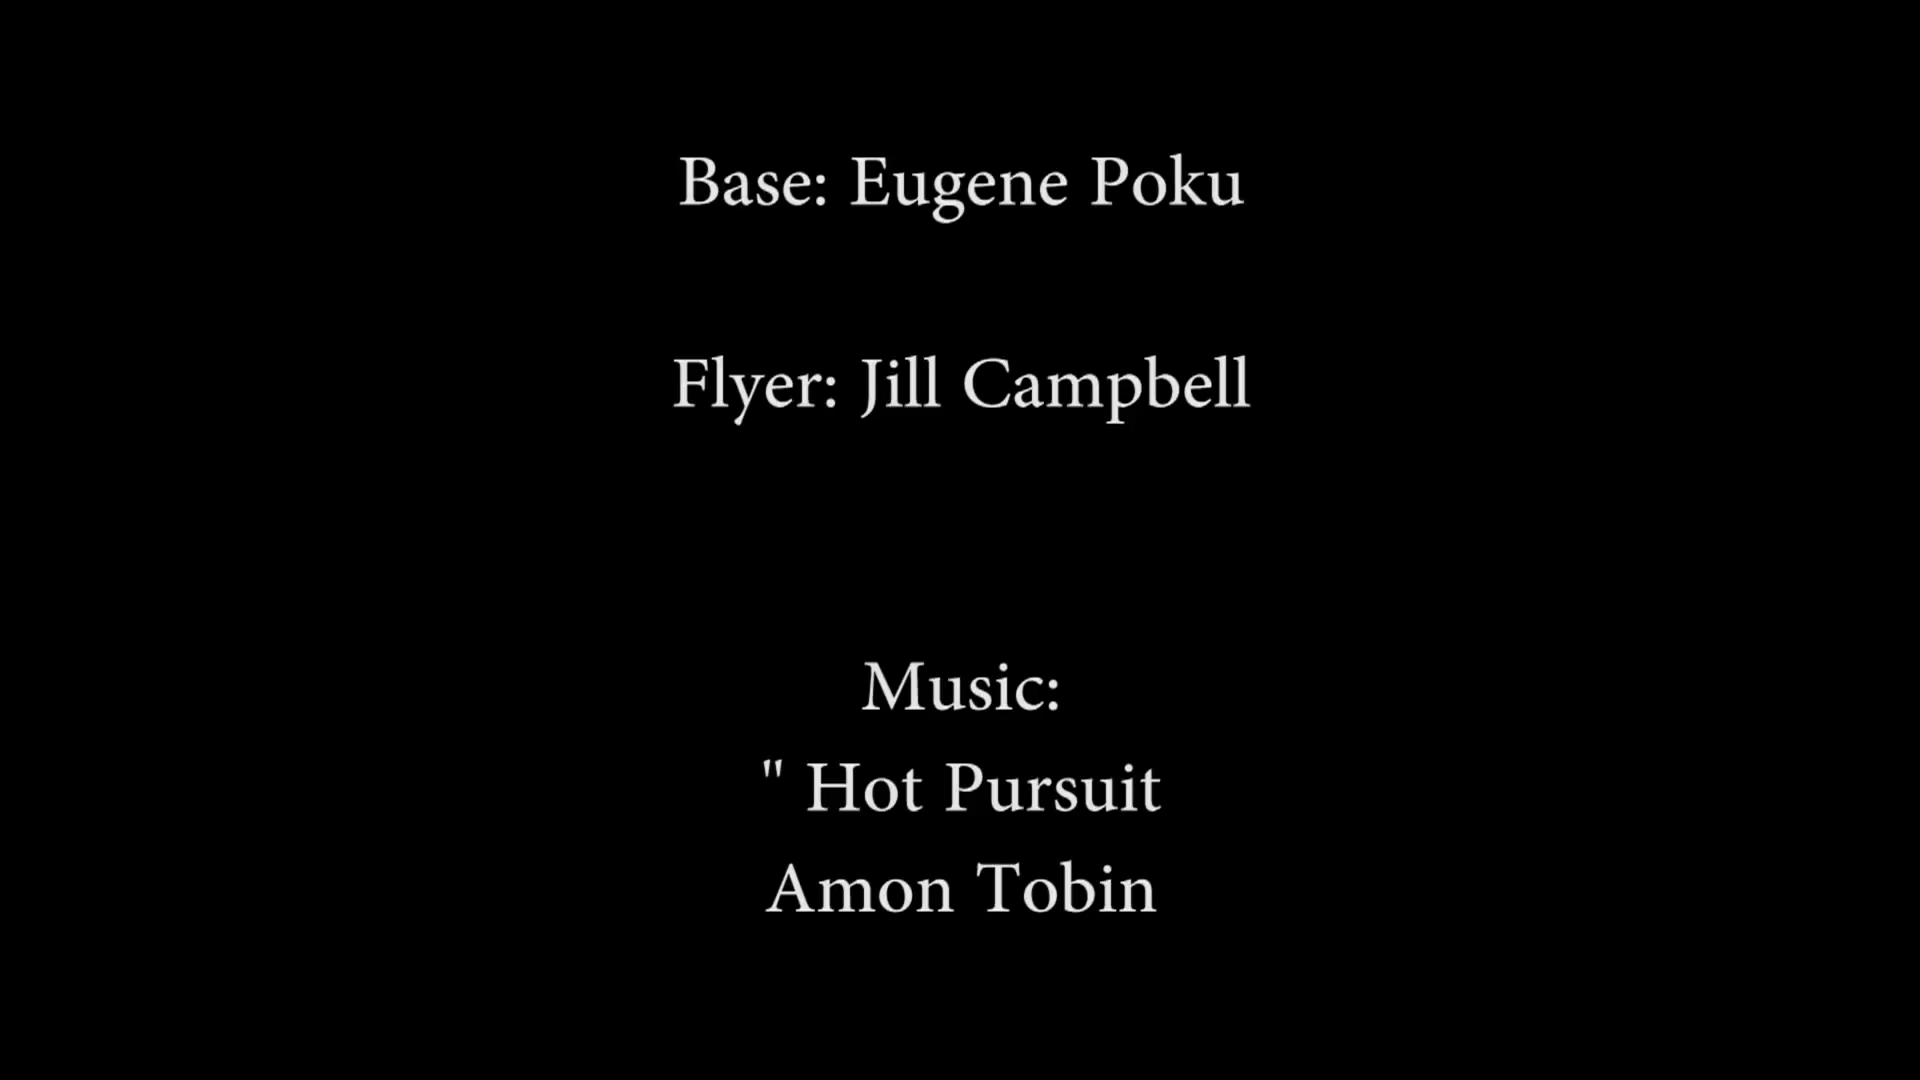 Base: Eugene Poku
Flyer: Jill Campbell
Music:
" Hot Pursuit
Amon Tobin